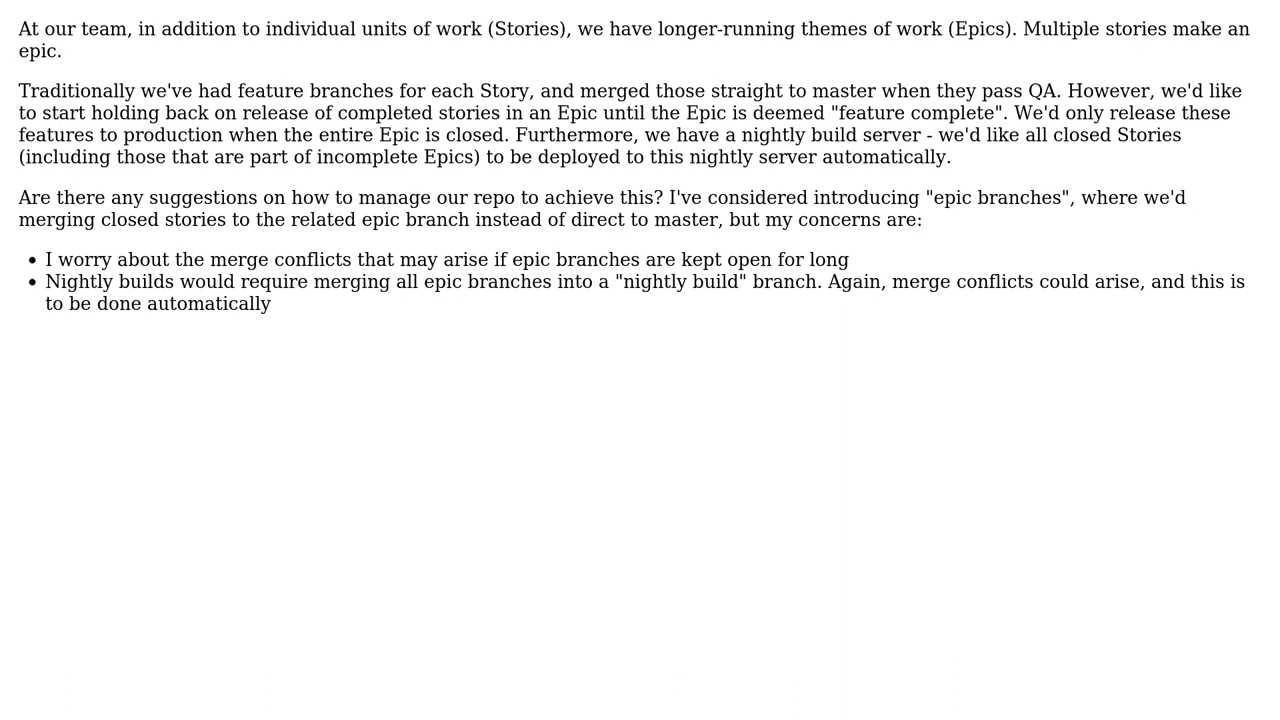 At our team, in addition to individual units of work (Stories), we have longer-running themes of work (Epics). Multiple stories make an
epic.
Traditionally we've had feature branches for each Story, and merged those straight to master when they pass QA. However, we'd like
to start holding back on release of completed stories in an Epic until the Epic is deemed "feature complete". We'd only release these
features to production when the entire Epic is closed. Furthermore, we have a nightly build server - we'd like all closed Stories
(including those that are part of incomplete Epics) to be deployed to this nightly server automatically.
Are there any suggestions on how to manage our repo to achieve this? I've considered introducing "epic branches", where we'd
merging closed stories to the related epic branch instead of direct to master, but my concerns are:
• I worry about the merge conflicts that may arise if epic branches are kept open for long
• Nightly builds would require merging all epic branches into a "nightly build" branch. Again, merge conflicts could arise, and this is
to be done automatically